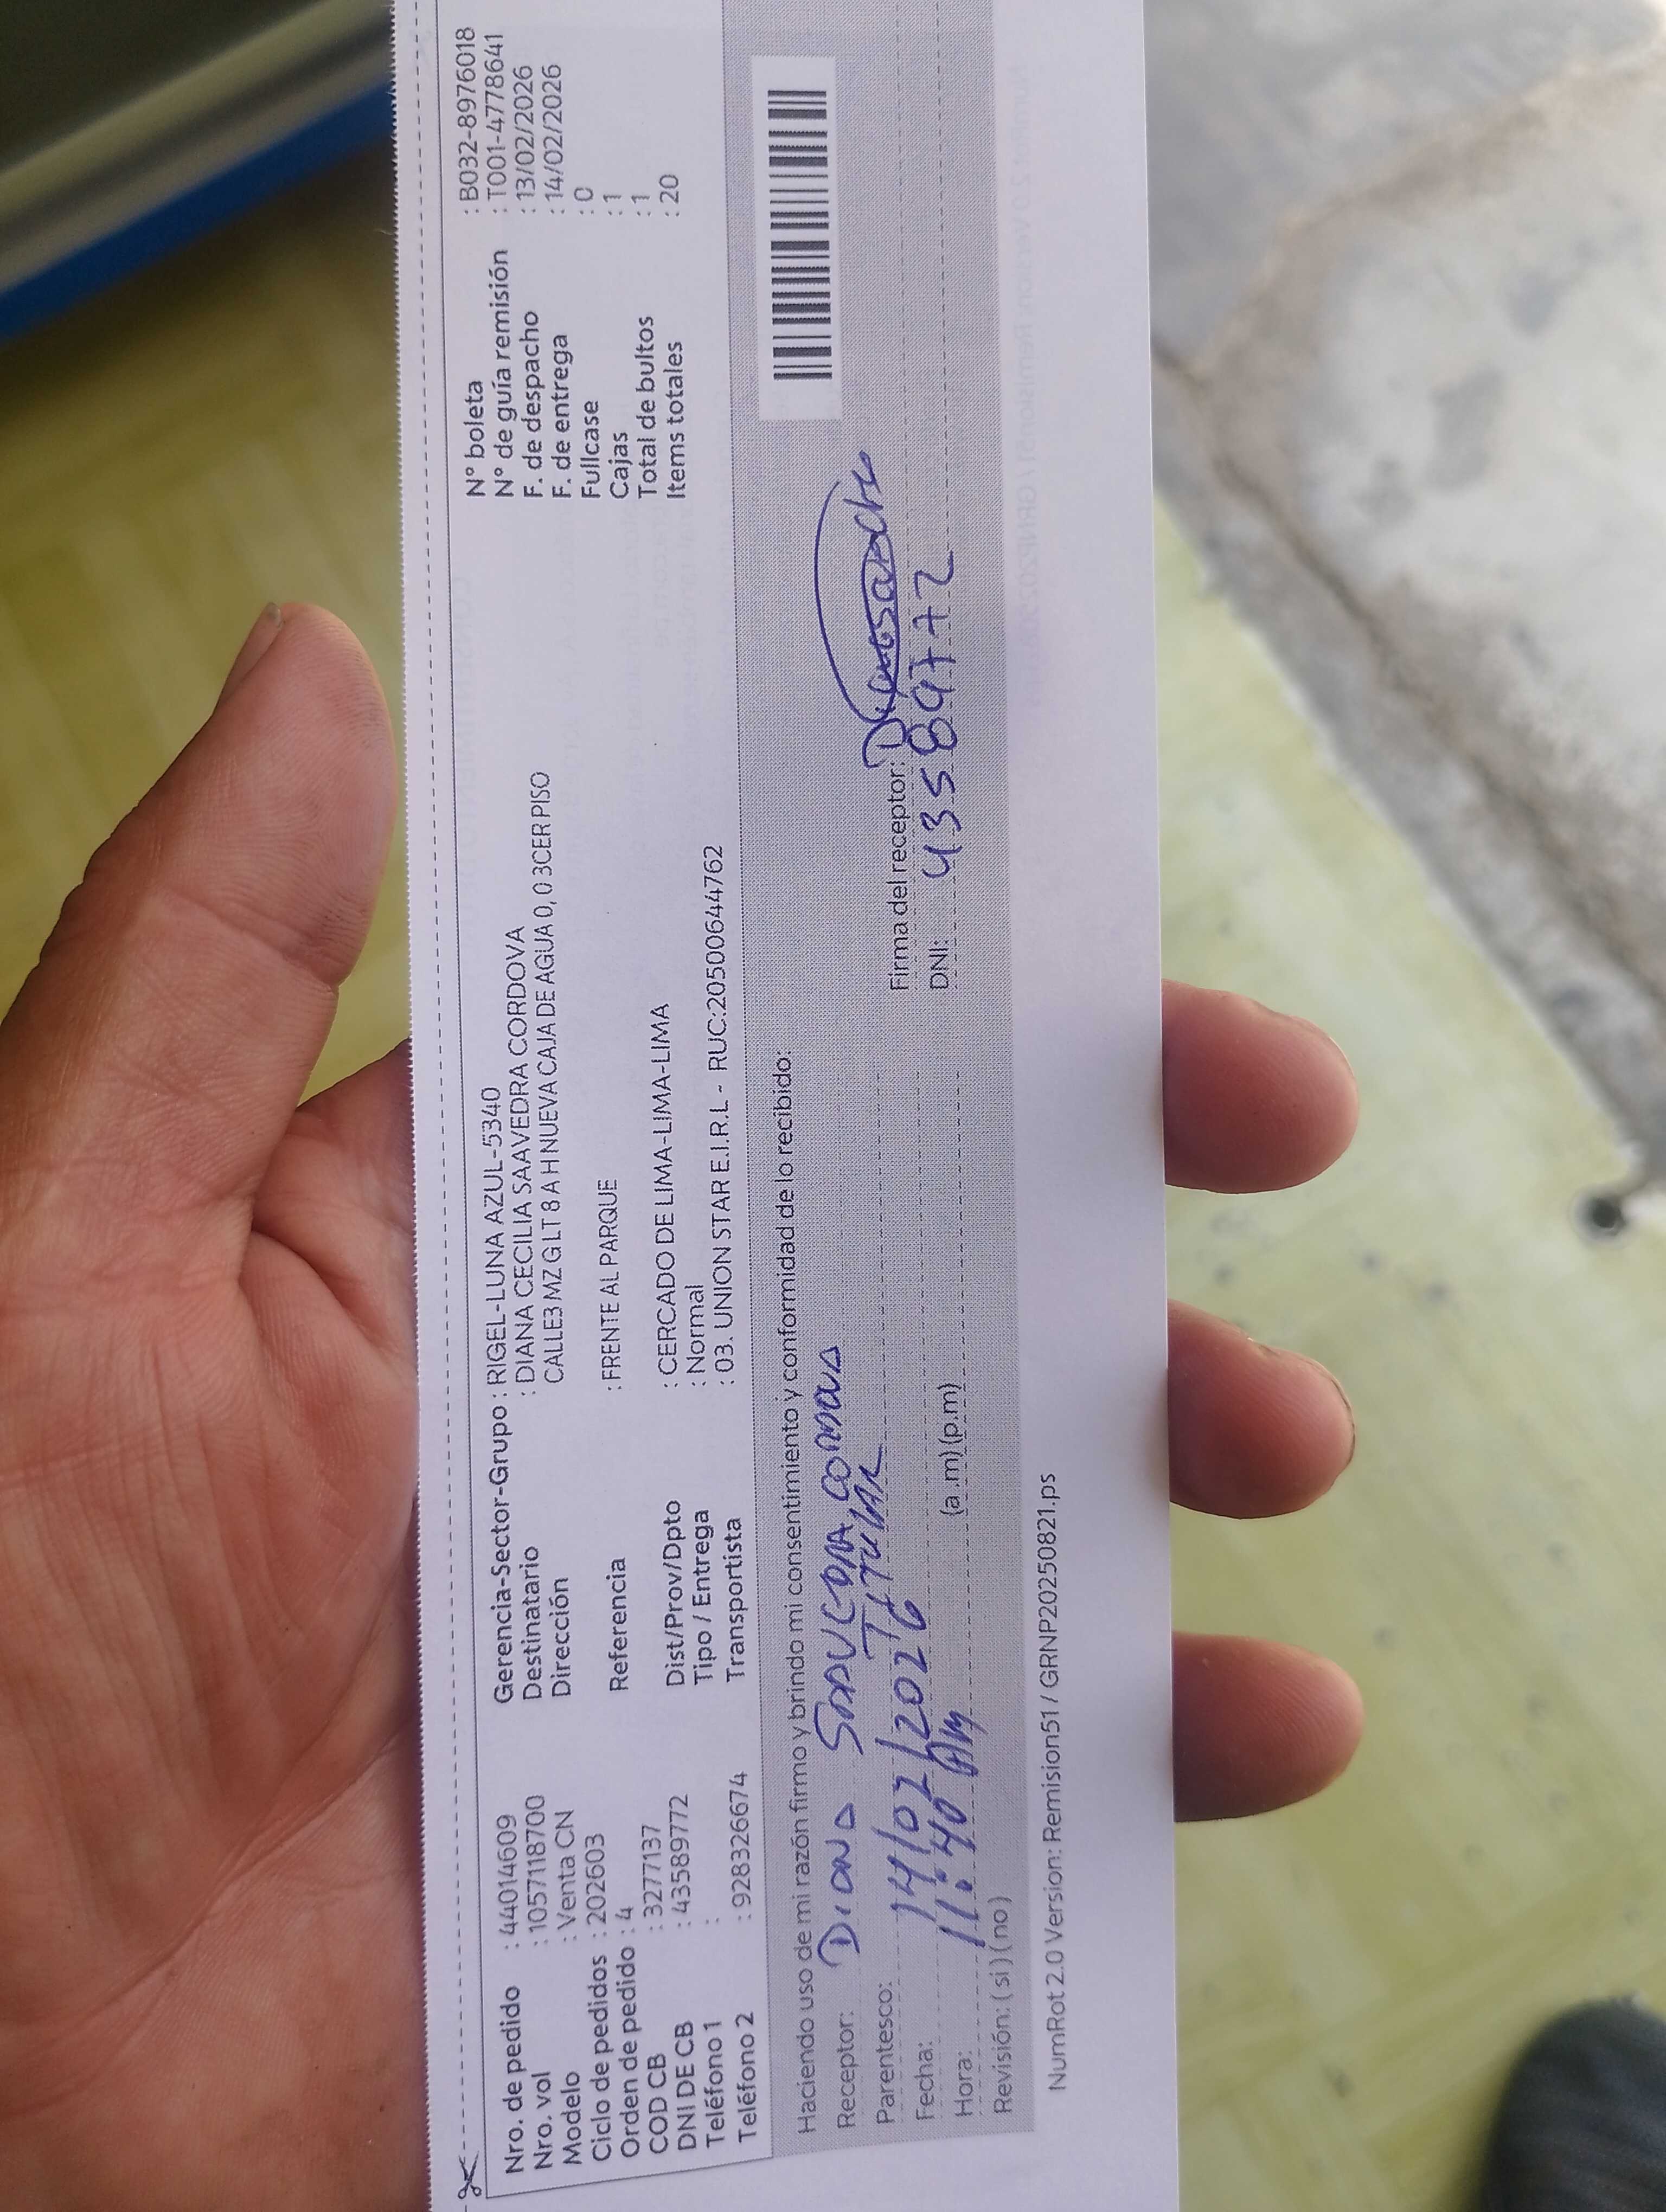 Nro. de pedido : 44014609
Nro. vol : 1057118700
Modelo : Venta CN
Ciclo de pedidos : 202603
Orden de pedido : 4
COD CB : 3277137
DNI DE CB : 43589772
Teléfono 1 :
Teléfono 2 : 928326674
Gerencia-Sector-Grupo : RIGEL-LUNA AZUL-5340
Destinatario : DIANA CECILIA SAAVEDRA CORDOVA
Dirección CALLE3 MZ G LT 8 A H NUEVA CAJA DE AGUA 0, 0 3CER PISO
Referencia : FRENTE AL PARQUE
Dist/Prov/Dpto : CERCADO DE LIMA-LIMA-LIMA
Tipo / Entrega : Normal
Transportista : 03. UNION STAR E.I.R.L - RUC:20500644762
N° boleta : B032-8976018
N° de guía remisión : T001-4778641
F. de despacho : 13/02/2026
F. de entrega : 14/02/2026
Fullcase : 0
Cajas : 1
Total de bultos : 1
Items totales : 20
Haciendo uso de mi razón firmo y brindo mi consentimiento y conformidad de lo recibido:
Receptor: DIANA SAAVEDRA CORDOVA
Parentesco: TITULAR
Fecha: 14/02/2026
Hora: 11:40 AM (a.m) (p.m)
Revisión: ( si ) ( no )
Firma del receptor:
DNI: 43589772
NumRot 2.0 Version: Remision51 / GRNP20250821.ps